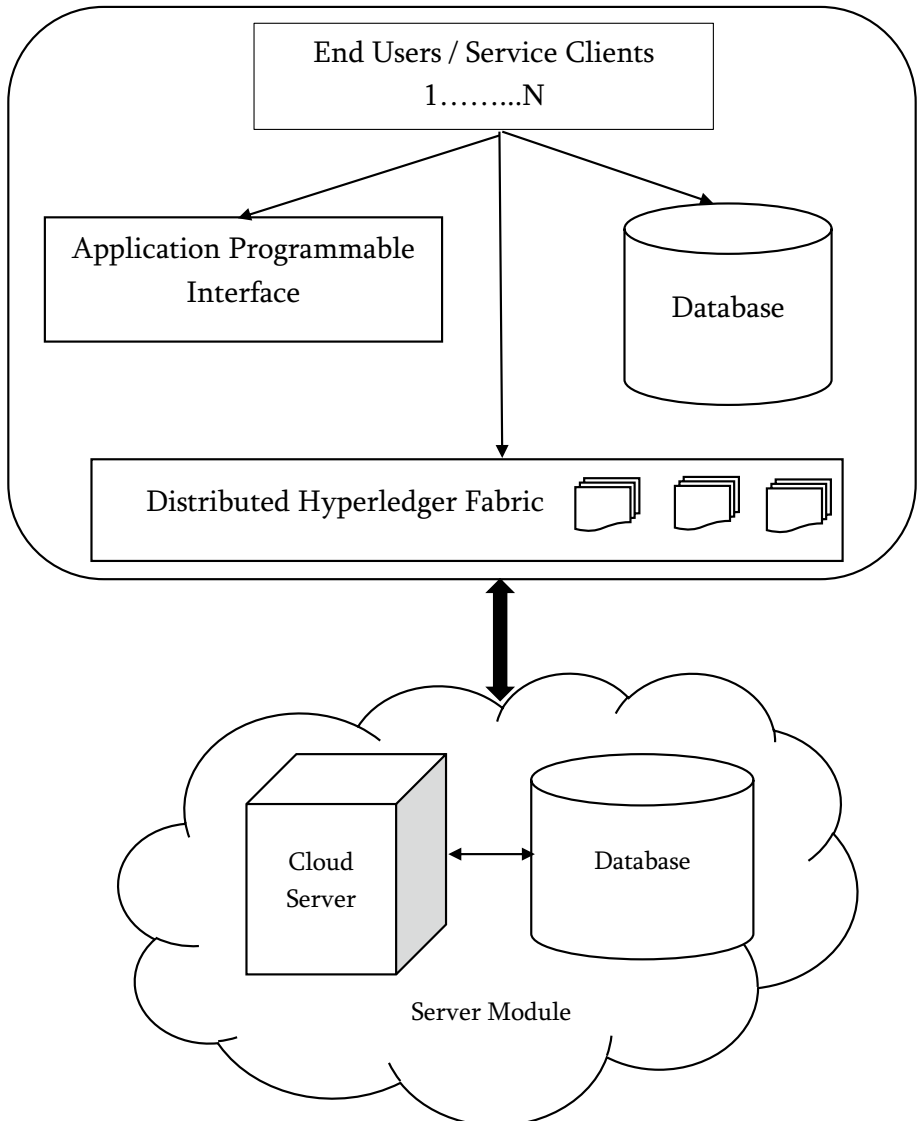 End Users / Service Clients
1……...N
Application Programmable
Interface
Database
Distributed Hyperledger Fabric
Cloud
Server
Database
Server Module